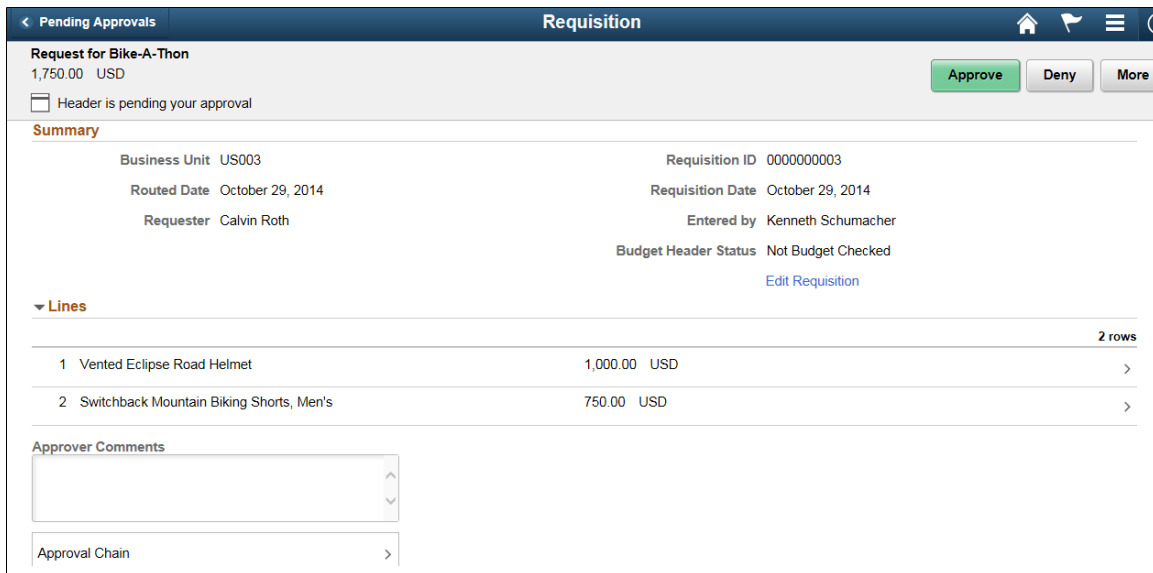 Pending Approvals
Requisition
Request for Bike-A-Thon
1,750.00 USD
Approve
Deny
More
Header is pending your approval
Summary
Business Unit US003
Requisition ID 0000000003
Routed Date October 29, 2014
Requisition Date October 29, 2014
Requester Calvin Roth
Entered by Kenneth Schumacher
Budget Header Status Not Budget Checked
Edit Requisition
Lines
2 rows
1 Vented Eclipse Road Helmet 1,000.00 USD
2 Switchback Mountain Biking Shorts, Men's 750.00 USD
Approver Comments
Approval Chain